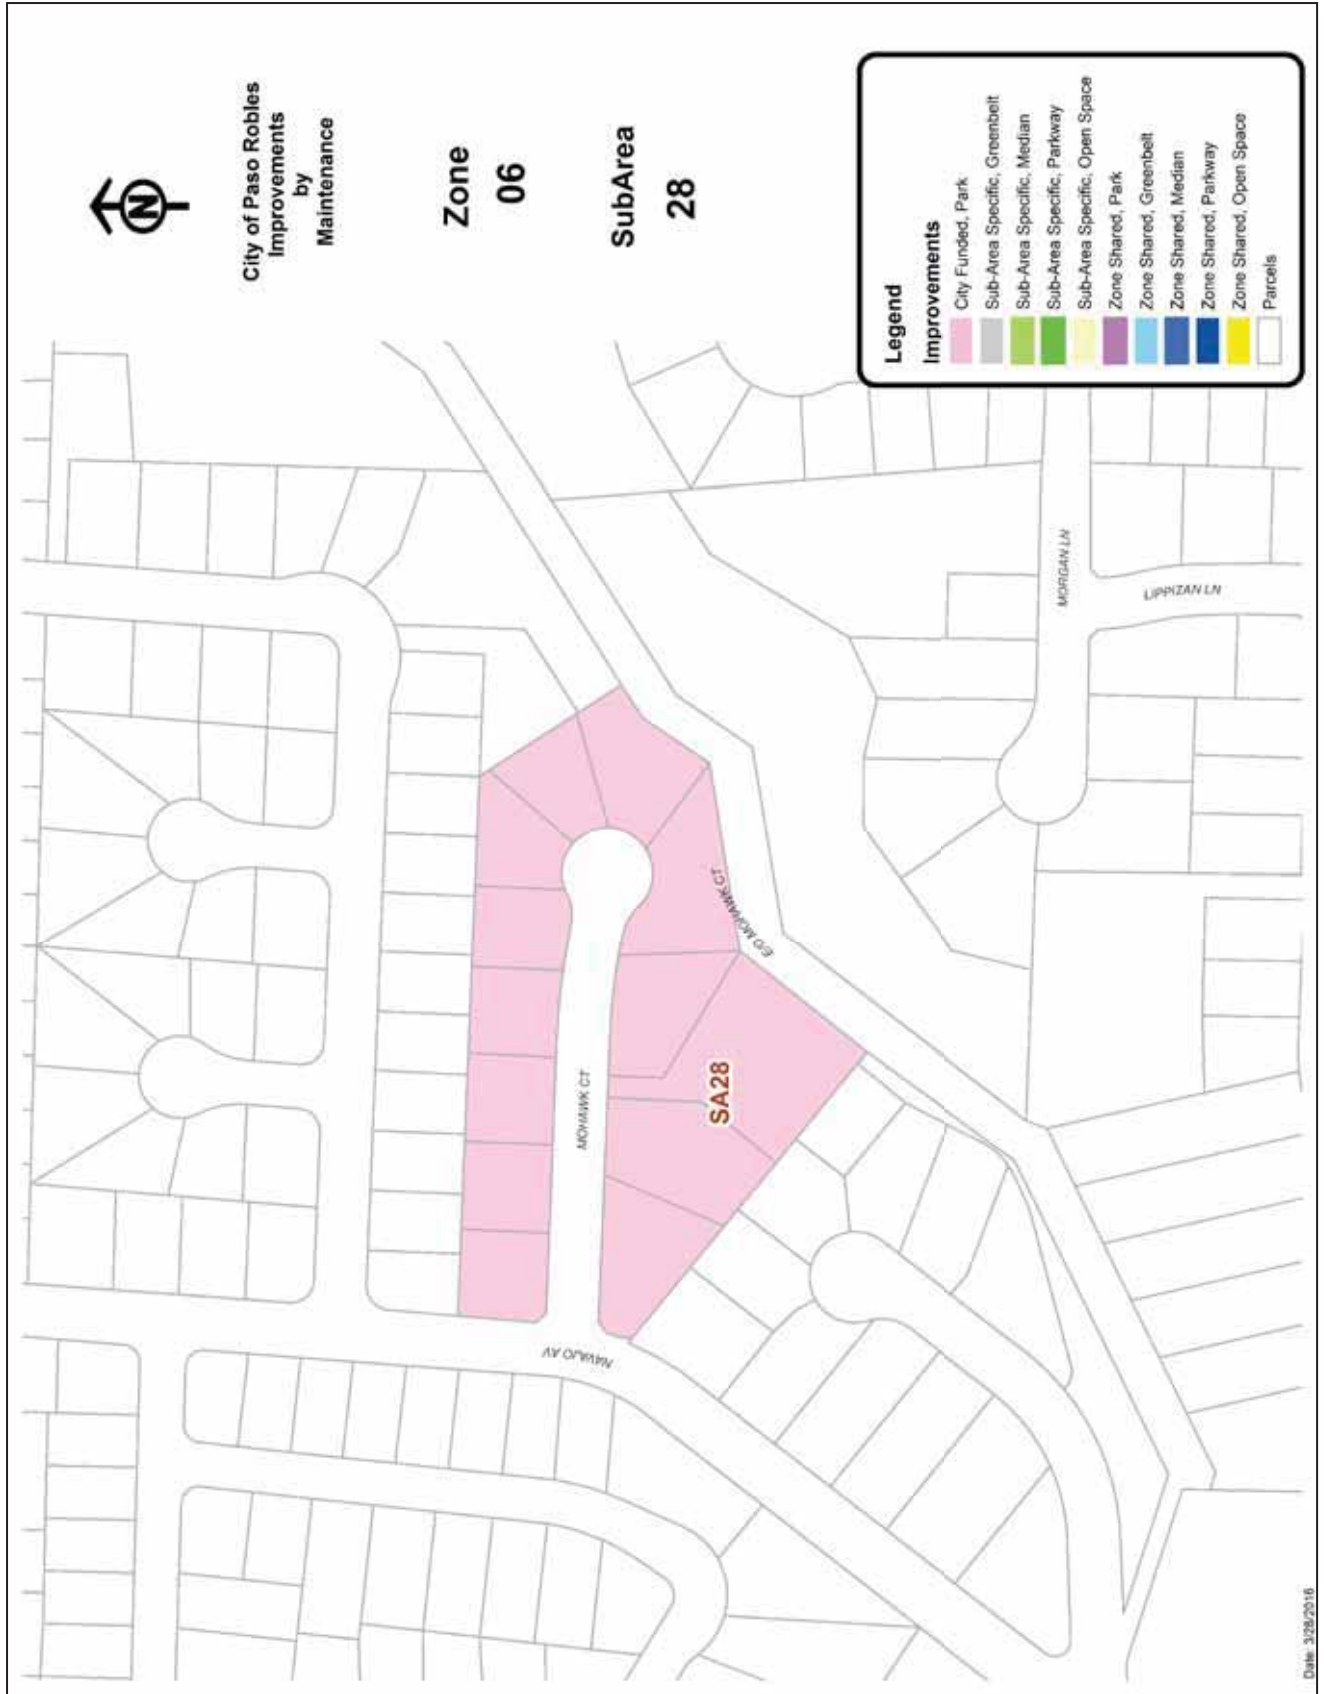 City of Paso Robles
Improvements
by
Maintenance
N
Zone
06
SubArea
28
Legend
Improvements
City Funded, Park
Sub-Area Specific, Greenbelt
Sub-Area Specific, Median
Sub-Area Specific, Parkway
Sub-Area Specific, Open Space
Zone Shared, Park
Zone Shared, Greenbelt
Zone Shared, Median
Zone Shared, Parkway
Zone Shared, Open Space
Parcels
NAVAJO AV
MOHAWK CT
SA28
E/O MOHAWK CT
MORGAN LN
LIPPIZAN LN
Date: 3/28/2016